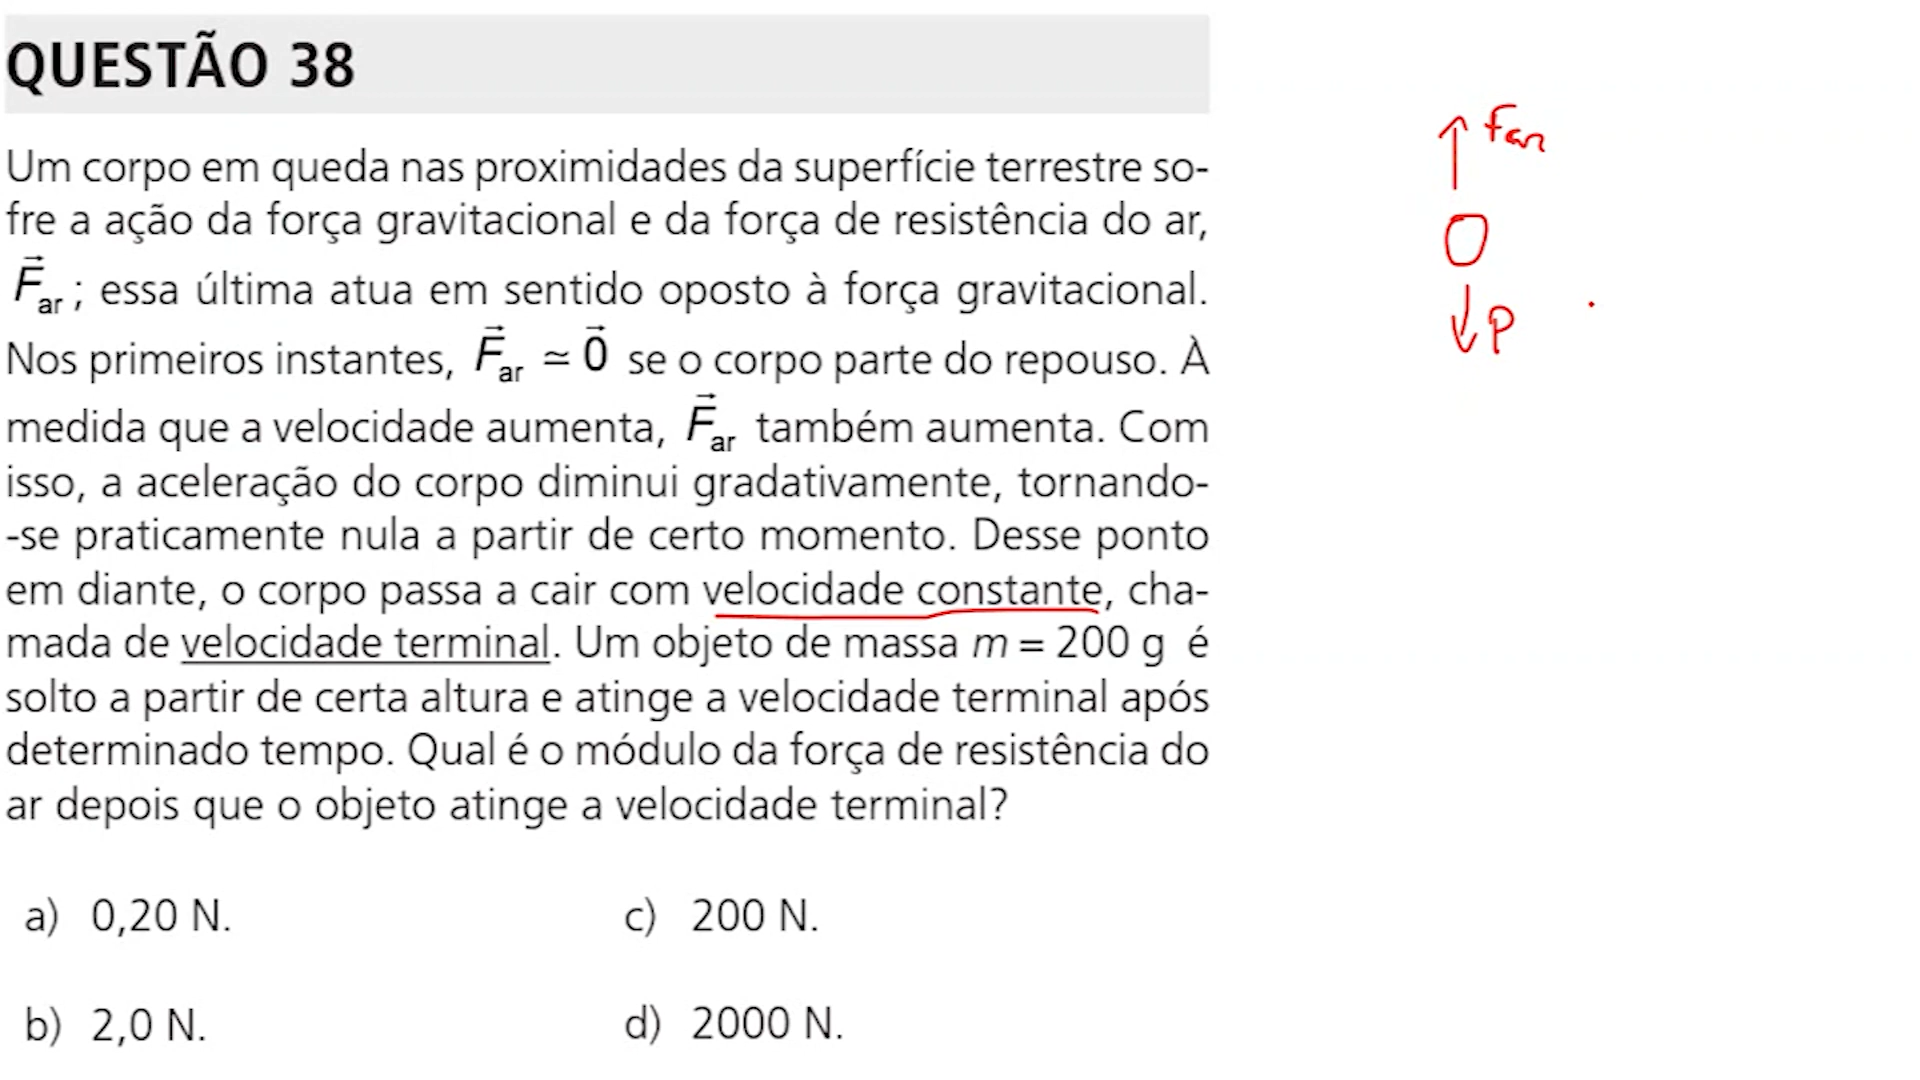 QUESTÃO 38
Um corpo em queda nas proximidades da superfície terrestre so-
fre a ação da força gravitacional e da força de resistência do ar,
F⃗ar ; essa última atua em sentido oposto à força gravitacional.
Nos primeiros instantes, F⃗ar ≃ 0⃗ se o corpo parte do repouso. À
medida que a velocidade aumenta, F⃗ar também aumenta. Com
isso, a aceleração do corpo diminui gradativamente, tornando-
-se praticamente nula a partir de certo momento. Desse ponto
em diante, o corpo passa a cair com velocidade constante, cha-
mada de velocidade terminal. Um objeto de massa m = 200 g é
solto a partir de certa altura e atinge a velocidade terminal após
determinado tempo. Qual é o módulo da força de resistência do
ar depois que o objeto atinge a velocidade terminal?
a) 0,20 N.
b) 2,0 N.
c) 200 N.
d) 2000 N.
Far
P